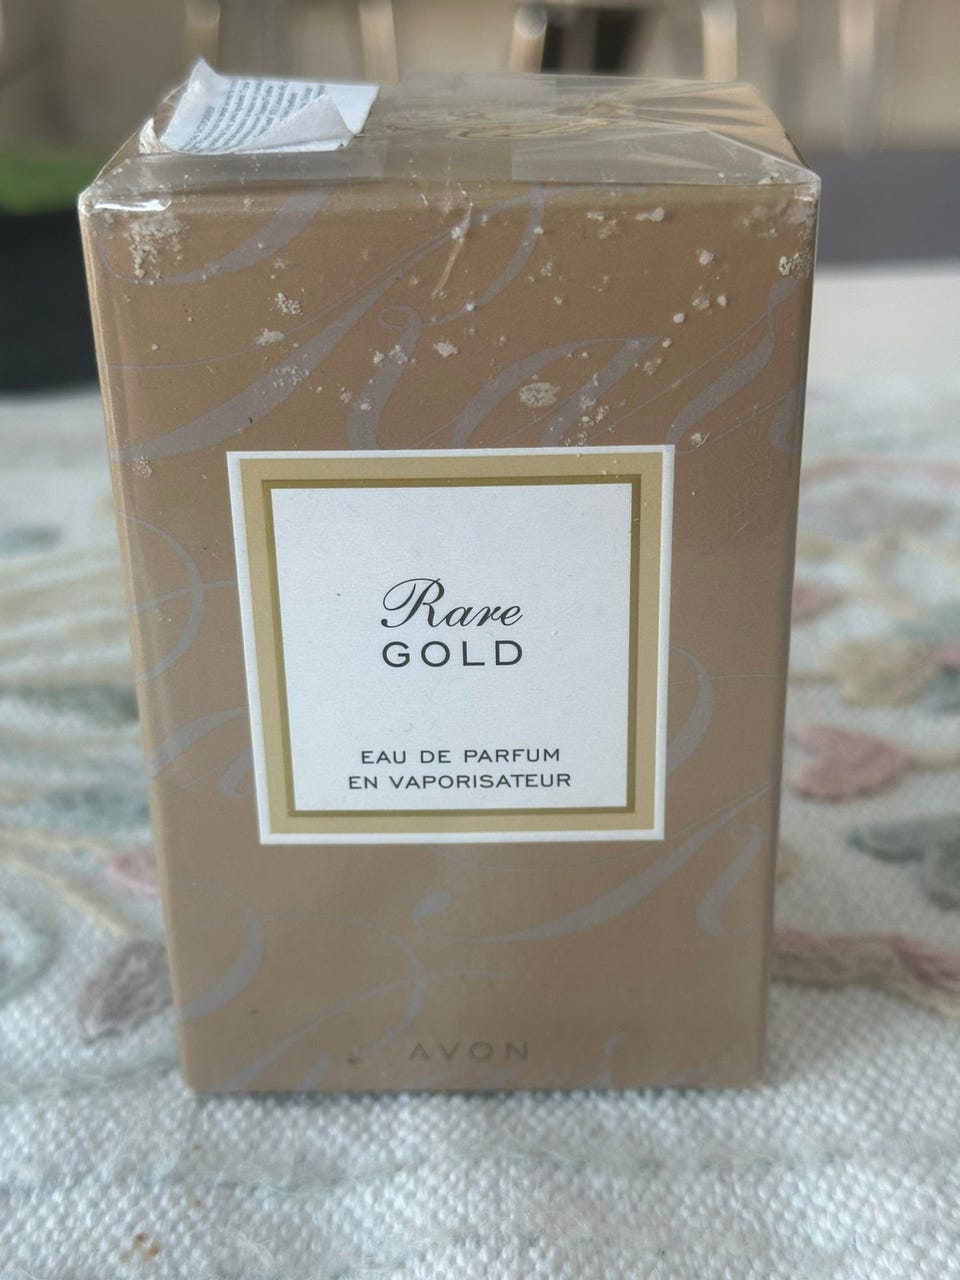 Rare
GOLD
EAU DE PARFUM
EN VAPORISATEUR
AVON